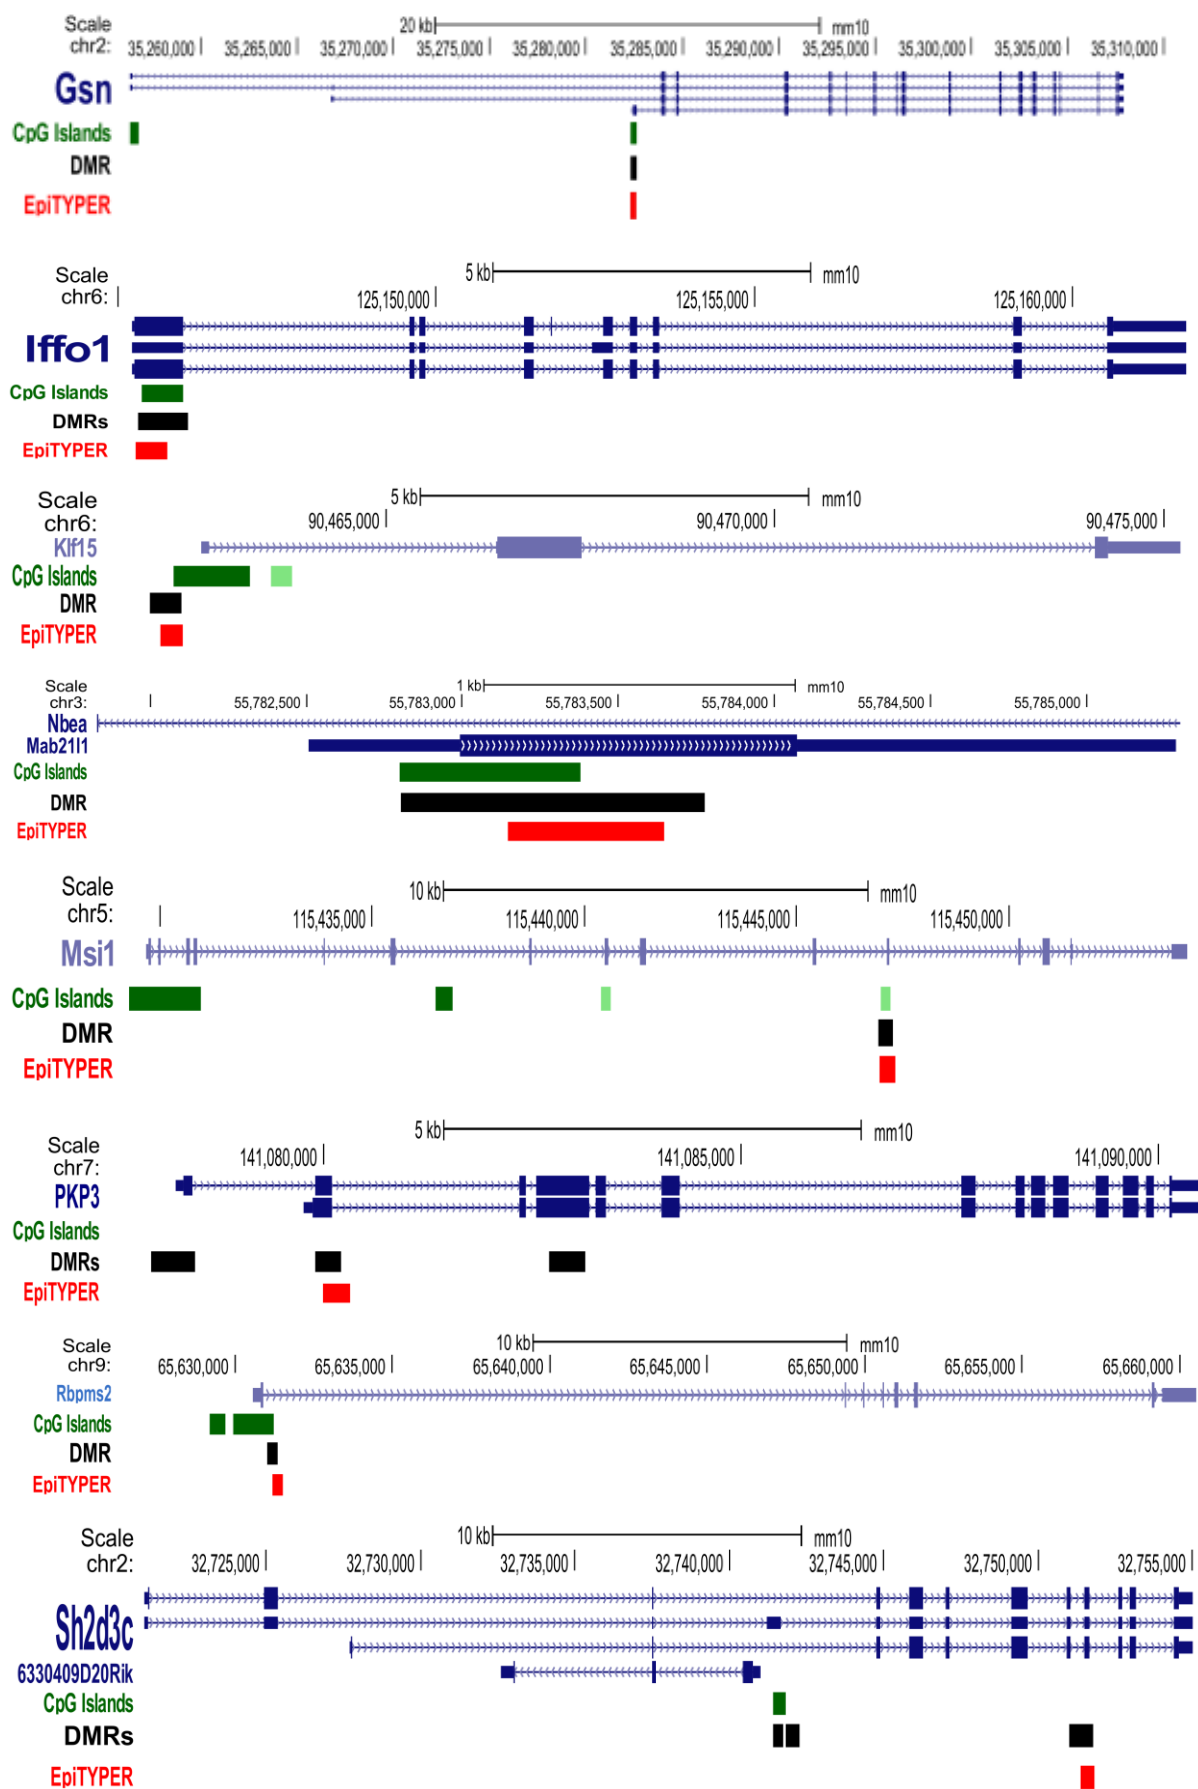 Scale 20 kb mm10
chr2: 35,260,000 35,265,000 35,270,000 35,275,000 35,280,000 35,285,000 35,290,000 35,295,000 35,300,000 35,305,000 35,310,000
Gsn
CpG Islands
DMR
EpiTYPER
Scale 5 kb mm10
chr6: 125,150,000 125,155,000 125,160,000
Iffo1
CpG Islands
DMRs
EpiTYPER
Scale 5 kb mm10
chr6: 90,465,000 90,470,000 90,475,000
Klf15
CpG Islands
DMR
EpiTYPER
Scale 1 kb mm10
chr3: 55,782,500 55,783,000 55,783,500 55,784,000 55,784,500 55,785,000
Nbea
Mab21l1
CpG Islands
DMR
EpiTYPER
Scale 10 kb mm10
chr5: 115,435,000 115,440,000 115,445,000 115,450,000
Msi1
CpG Islands
DMR
EpiTYPER
Scale 5 kb mm10
chr7: 141,080,000 141,085,000 141,090,000
PKP3
CpG Islands
DMRs
EpiTYPER
Scale 10 kb mm10
chr9: 65,630,000 65,635,000 65,640,000 65,645,000 65,650,000 65,655,000 65,660,000
Rbpms2
CpG Islands
DMR
EpiTYPER
Scale 10 kb mm10
chr2: 32,725,000 32,730,000 32,735,000 32,740,000 32,745,000 32,750,000 32,755,000
Sh2d3c
6330409D20Rik
CpG Islands
DMRs
EpiTYPER